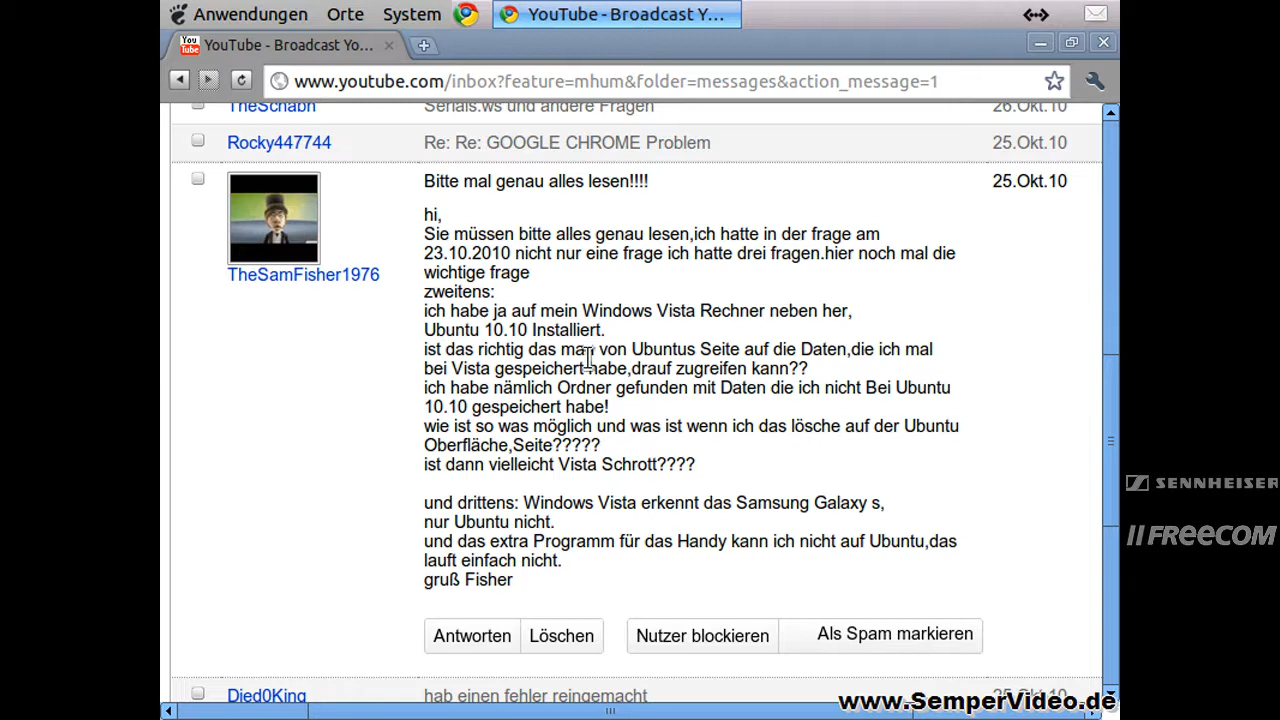 Anwendungen Orte System YouTube - Broadcast Y...
You Tube YouTube - Broadcast Yo...
www.youtube.com/inbox?feature=mhum&folder=messages&action_message=1
TheSchabn Serials.ws und andere Fragen 26.Okt.10
Rocky447744 Re: Re: GOOGLE CHROME Problem 25.Okt.10
Bitte mal genau alles lesen!!!! 25.Okt.10
hi,
Sie müssen bitte alles genau lesen,ich hatte in der frage am
23.10.2010 nicht nur eine frage ich hatte drei fragen.hier noch mal die
wichtige frage
TheSamFisher1976
zweitens:
ich habe ja auf mein Windows Vista Rechner neben her,
Ubuntu 10.10 Installiert.
ist das richtig das man von Ubuntus Seite auf die Daten,die ich mal
bei Vista gespeichert habe,drauf zugreifen kann??
ich habe nämlich Ordner gefunden mit Daten die ich nicht Bei Ubuntu
10.10 gespeichert habe!
wie ist so was möglich und was ist wenn ich das lösche auf der Ubuntu
Oberfläche,Seite?????
ist dann vielleicht Vista Schrott????
und drittens: Windows Vista erkennt das Samsung Galaxy s,
nur Ubuntu nicht.
und das extra Programm für das Handy kann ich nicht auf Ubuntu,das
lauft einfach nicht.
gruß Fisher
Antworten Löschen Nutzer blockieren Als Spam markieren
Died0King hab einen fehler reingemacht 25.Okt.10
www.SemperVideo.de
SENNHEISER
FREECOM